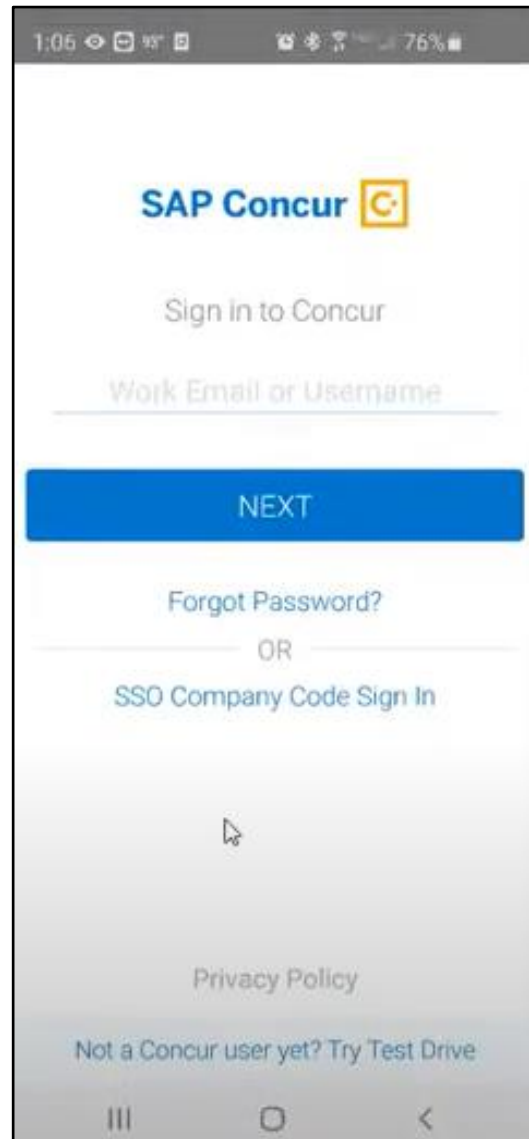 1:06 93° 76%
SAP Concur C
Sign in to Concur
Work Email or Username
NEXT
Forgot Password?
OR
SSO Company Code Sign In
Privacy Policy
Not a Concur user yet? Try Test Drive